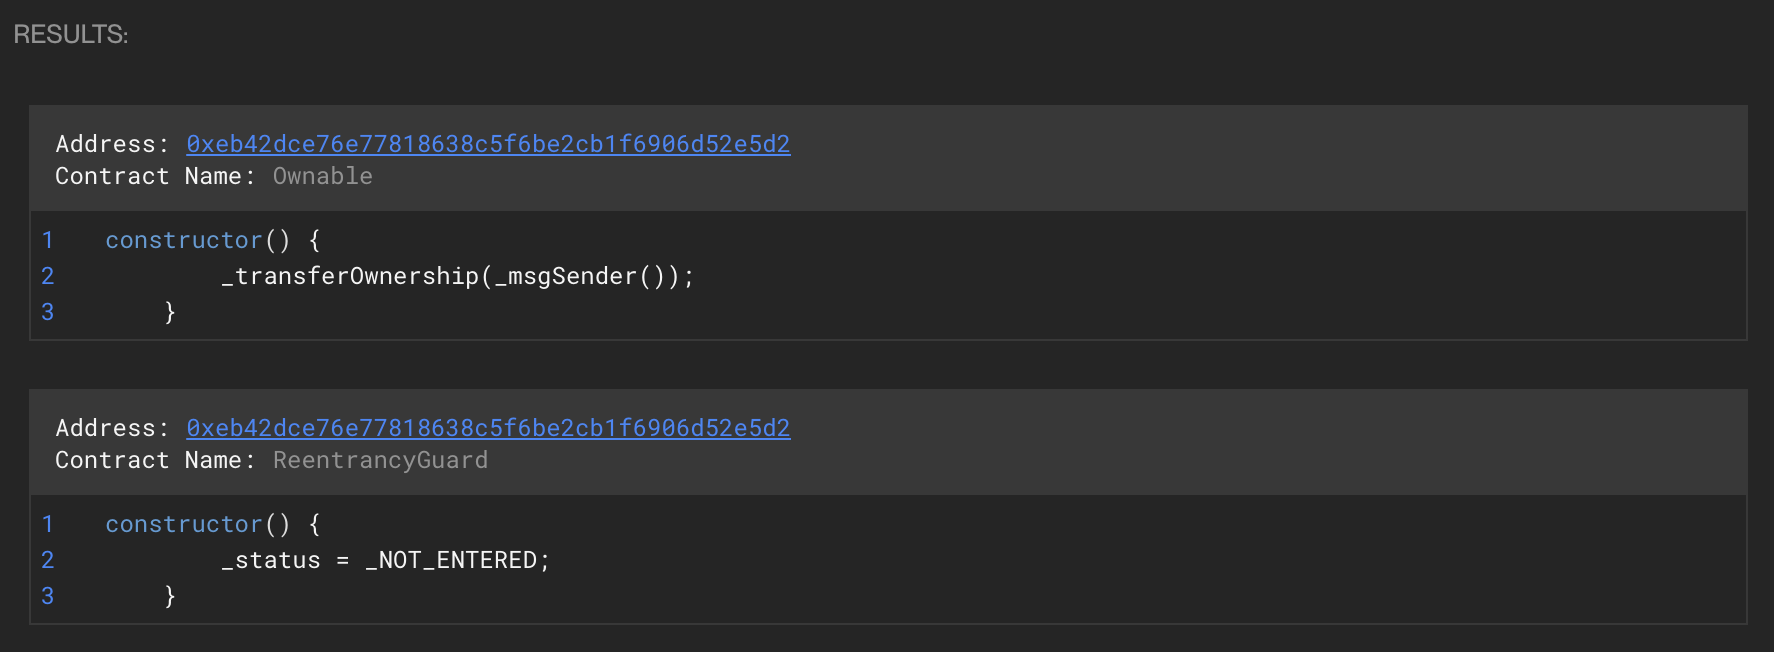 RESULTS:
Address: 0xeb42dce76e77818638c5f6be2cb1f6906d52e5d2
Contract Name: Ownable
1 constructor() {
2 _transferOwnership(_msgSender());
3 }
Address: 0xeb42dce76e77818638c5f6be2cb1f6906d52e5d2
Contract Name: ReentrancyGuard
1 constructor() {
2 _status = _NOT_ENTERED;
3 }